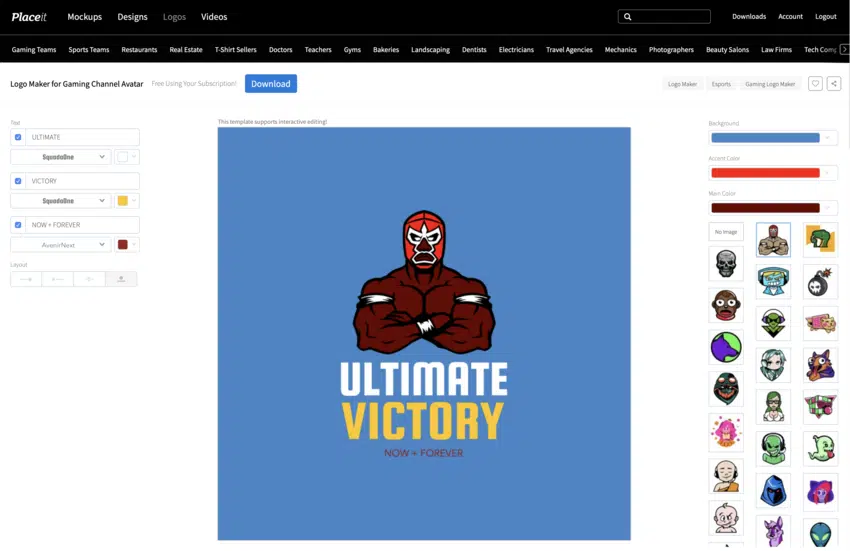 Placeit Mockups Designs Logos Videos Downloads Account Logout
Gaming Teams Sports Teams Restaurants Real Estate T-Shirt Sellers Doctors Teachers Gyms Bakeries Landscaping Dentists Electricians Travel Agencies Mechanics Photographers Beauty Salons Law Firms Tech Comp
Logo Maker for Gaming Channel Avatar Free Using Your Subscription! Download Logo Maker Esports Gaming Logo Maker
Text
ULTIMATE
SquadaOne
VICTORY
SquadaOne
NOW + FOREVER
AvenirNext
Layout
This template supports interactive editing!
ULTIMATE
VICTORY
NOW + FOREVER
Background
Accent Color
Main Color
No Image